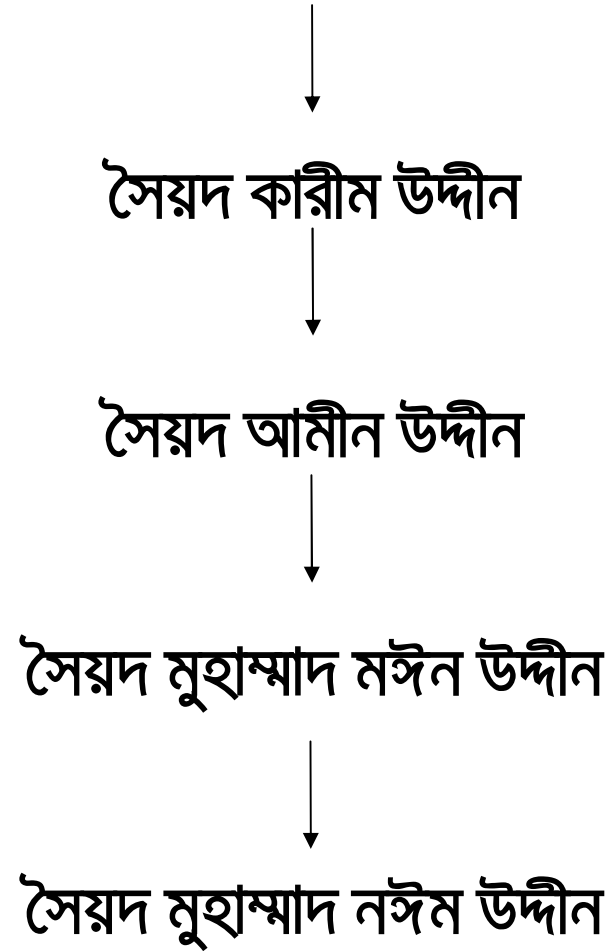 সৈয়দ কারীম উদ্দীন
সৈয়দ আমীন উদ্দীন
সৈয়দ মুহাম্মাদ মঈন উদ্দীন
সৈয়দ মুহাম্মাদ নঈম উদ্দীন